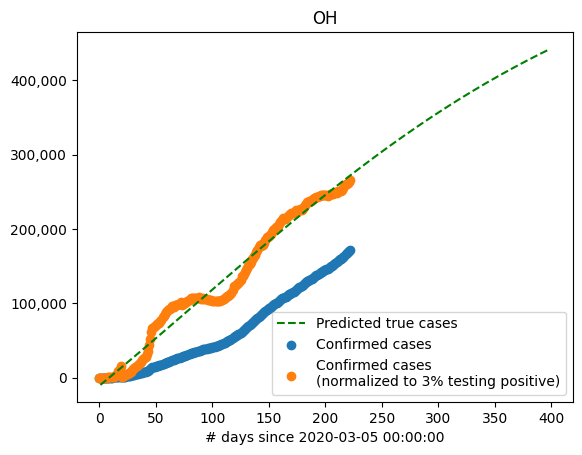 OH
400,000
300,000
200,000
100,000
0
Predicted true cases
Confirmed cases
Confirmed cases
(normalized to 3% testing positive)
0 50 100 150 200 250 300 350 400
# days since 2020-03-05 00:00:00